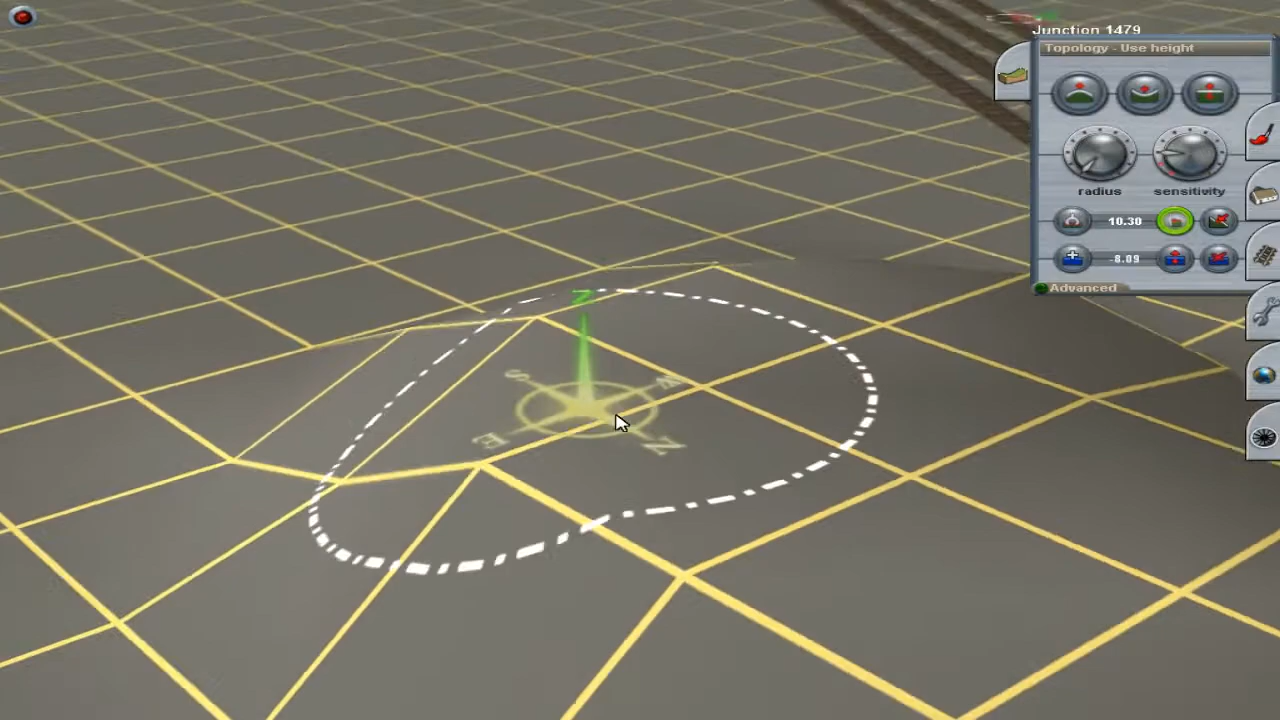 Junction 1479
Topology - Use height
radius sensitivity
10.30
-8.09
Advanced
Z
S W
E N